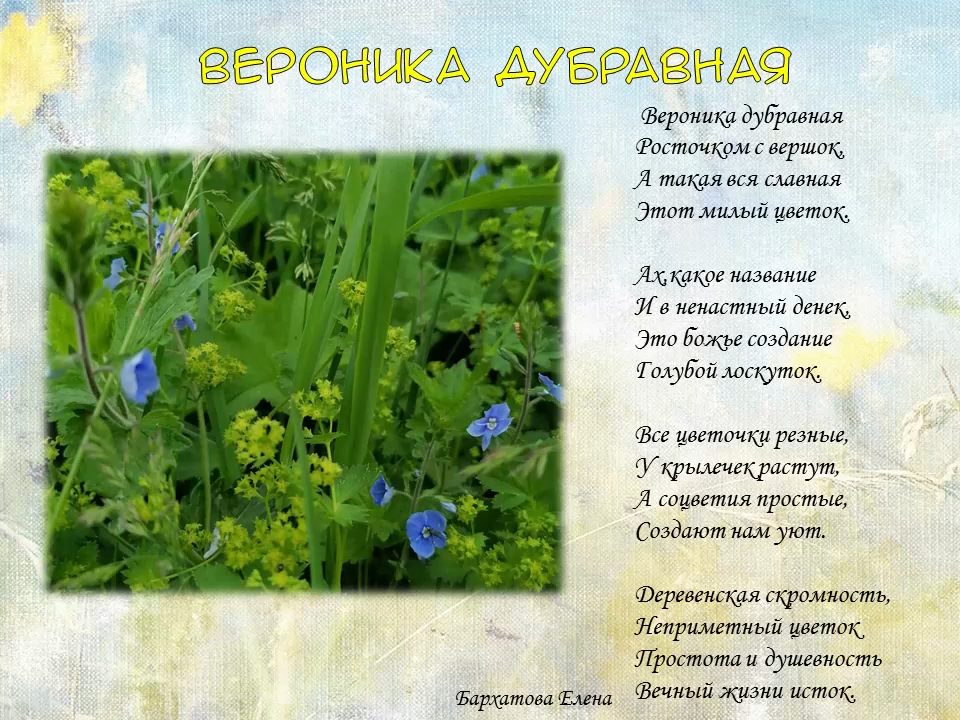 ВЕРОНИКА ДУБРАВНАЯ
Вероника дубравная
Росточком с вершок,
А такая вся славная
Этот милый цветок.
Ах,какое название
И в ненастный денек,
Это божье создание
Голубой лоскуток.
Все цветочки резные,
У крылечек растут,
А соцветия простые,
Создают нам уют.
Деревенская скромность,
Неприметный цветок
Простота и душевность
Вечный жизни исток.
Бархатова Елена